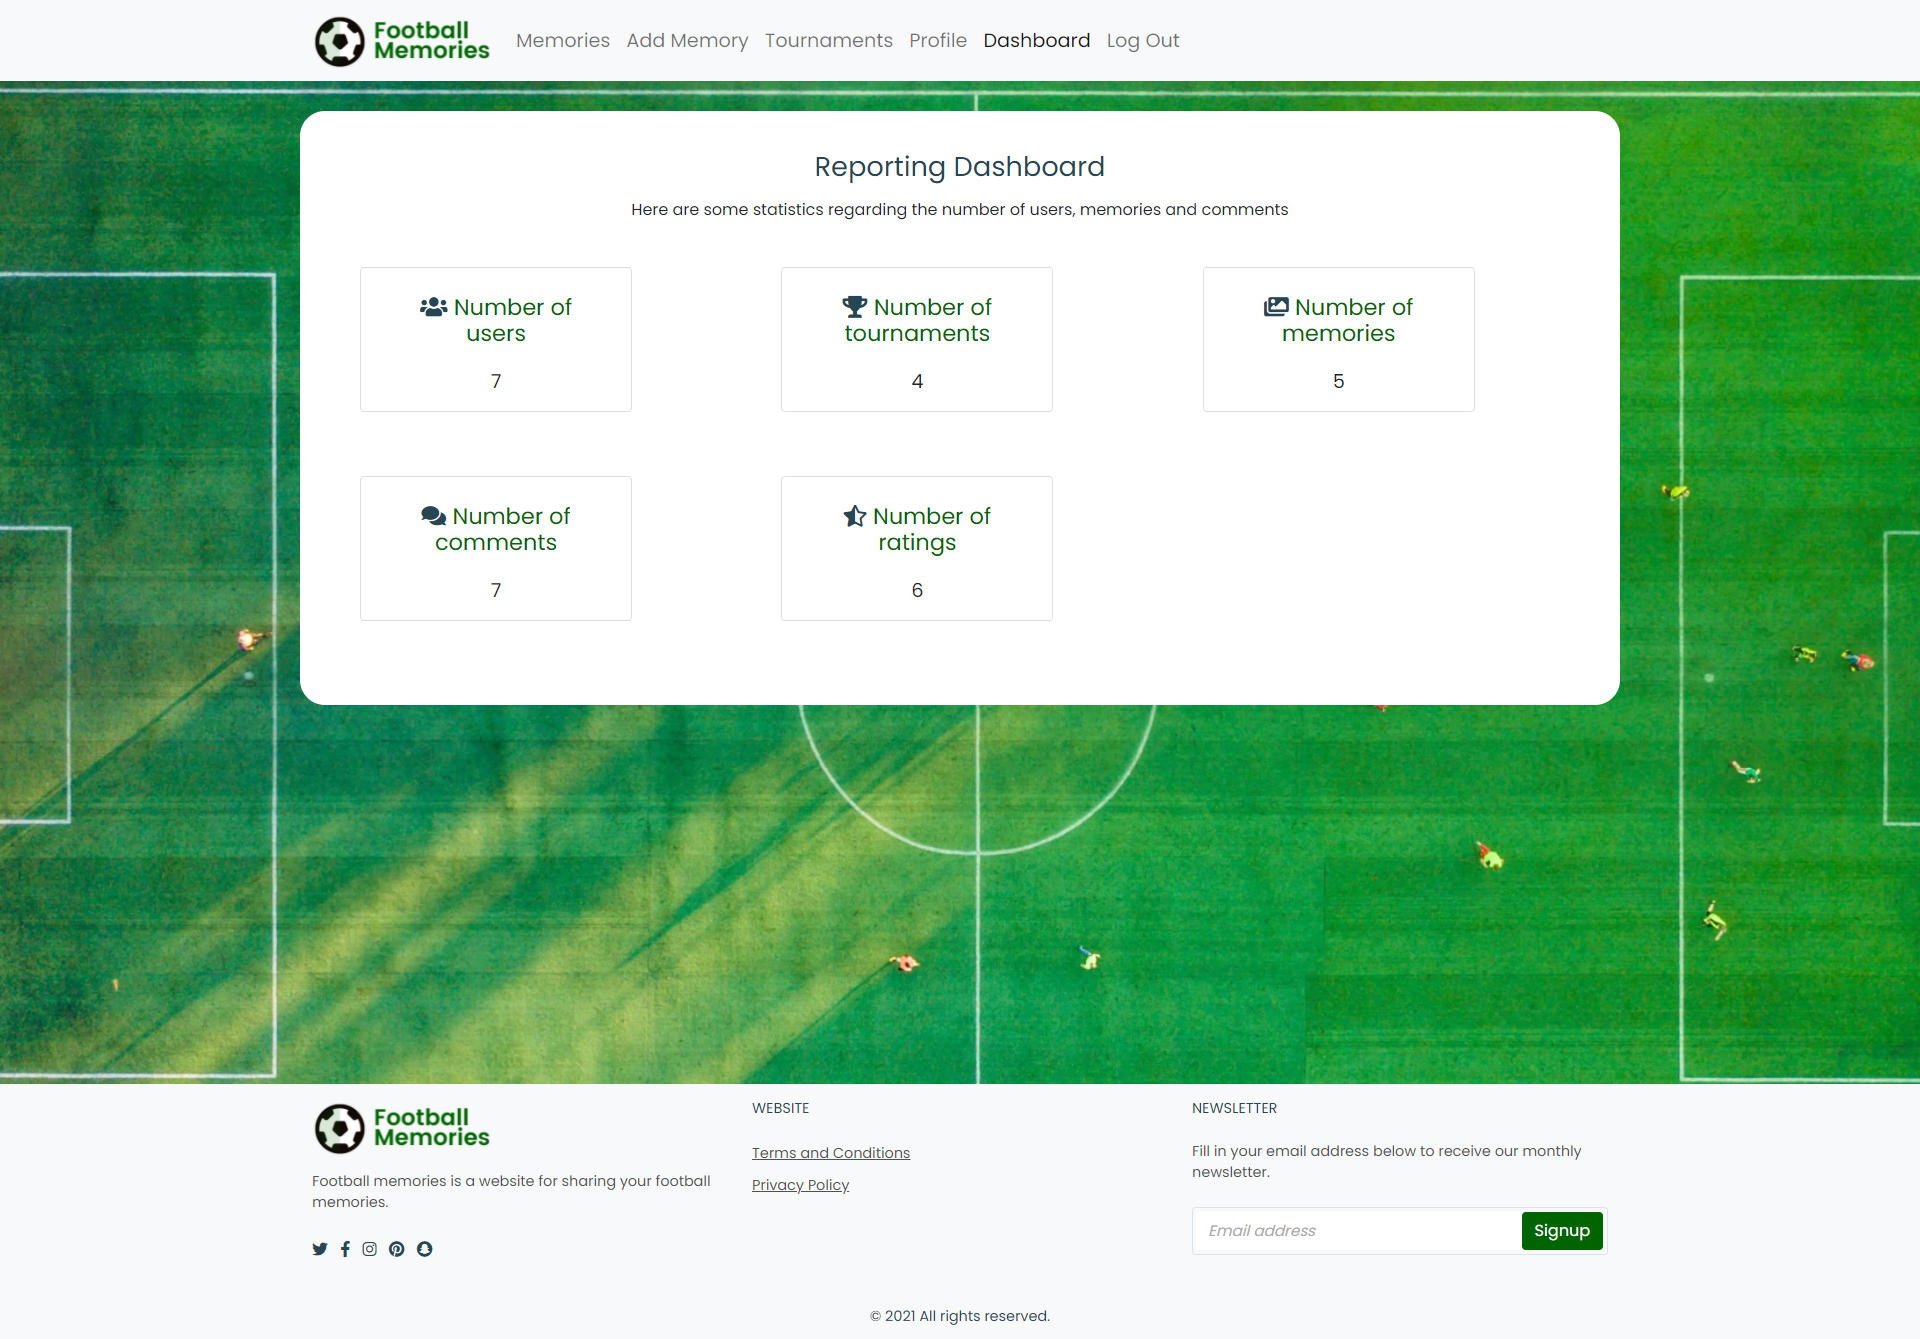 Football
Memories
Memories Add Memory Tournaments Profile Dashboard Log Out
Reporting Dashboard
Here are some statistics regarding the number of users, memories and comments
Number of
users
7
Number of
tournaments
4
Number of
memories
5
Number of
comments
7
Number of
ratings
6
Football
Memories
Football memories is a website for sharing your football
memories.
WEBSITE
Terms and Conditions
Privacy Policy
NEWSLETTER
Fill in your email address below to receive our monthly
newsletter.
Email address
Signup
© 2021 All rights reserved.